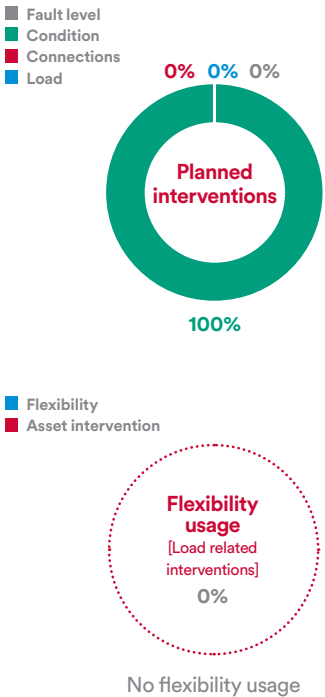 Fault level
Condition
Connections
Load
0% 0% 0%
Planned
interventions
100%
Flexibility
Asset intervention
Flexibility
usage
[Load related
interventions]
0%
No flexibility usage